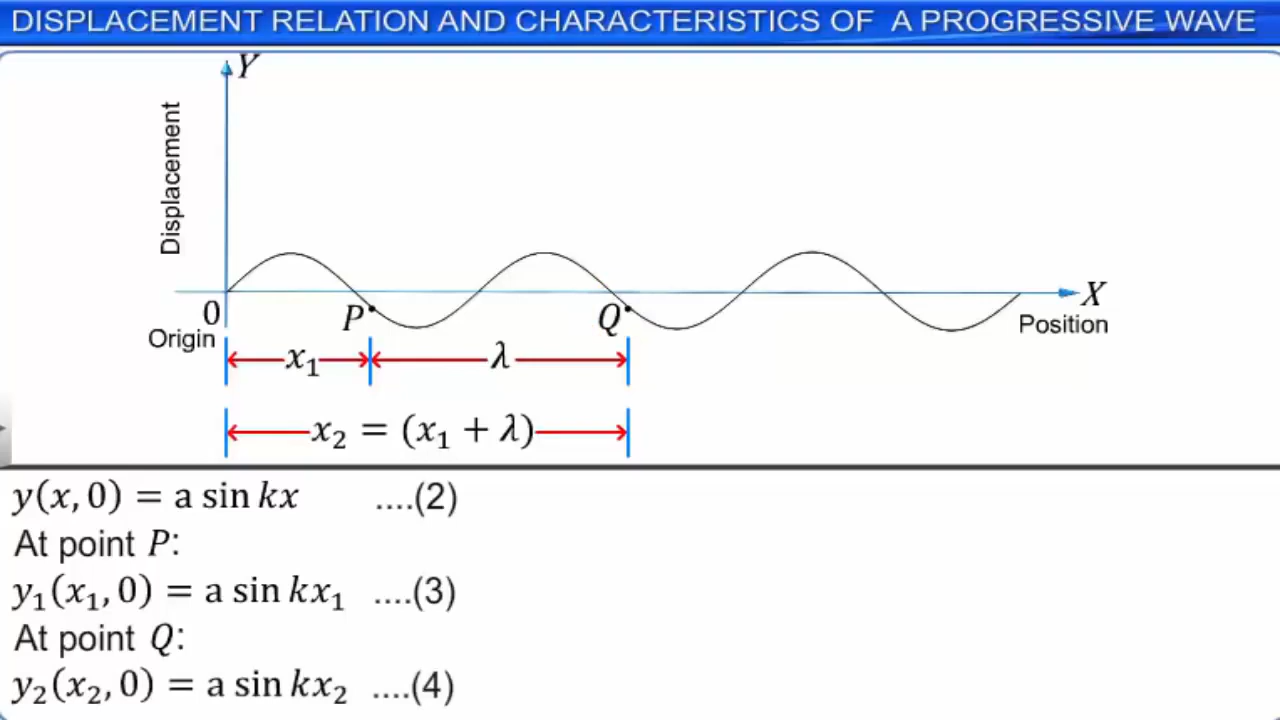 DISPLACEMENT RELATION AND CHARACTERISTICS OF A PROGRESSIVE WAVE
Y
Displacement
0
Origin
P
Q
X
Position
x₁
λ
x₂ = (x₁ + λ)
y(x, 0) = a sin kx ....(2)
At point P:
y₁(x₁, 0) = a sin kx₁ ....(3)
At point Q:
y₂(x₂, 0) = a sin kx₂ ....(4)